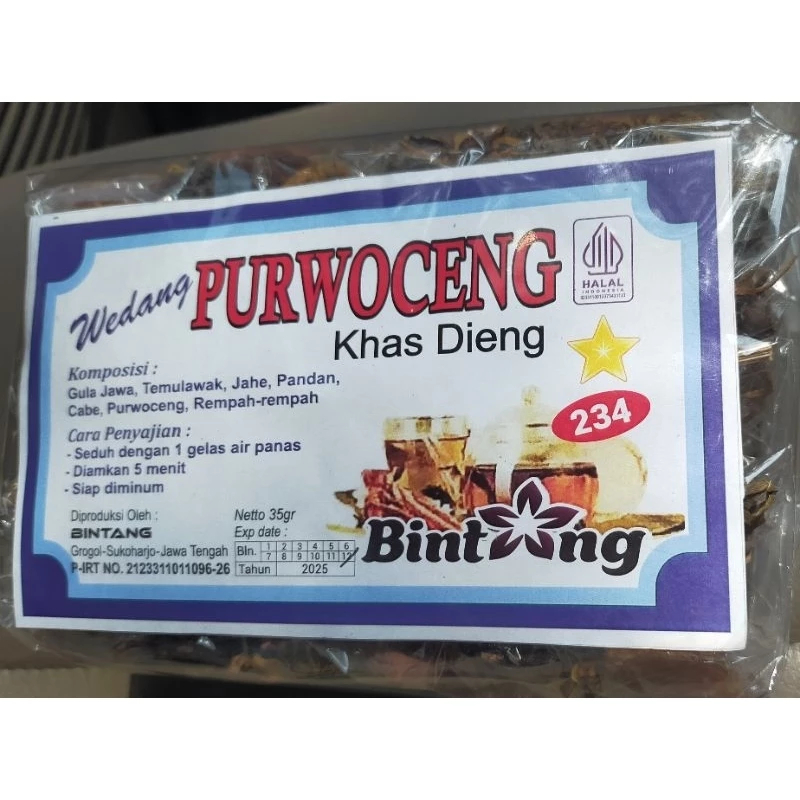 Wedang PURWOCENG
Khas Dieng
HALAL
INDONESIA
Komposisi :
Gula Jawa, Temulawak, Jahe, Pandan,
Cabe, Purwoceng, Rempah-rempah
Cara Penyajian :
- Seduh dengan 1 gelas air panas
- Diamkan 5 menit
- Siap diminum
234
Diproduksi Oleh :
BINTANG
Grogol-Sukoharjo-Jawa Tengah
P-IRT NO. 2123311011096-26
Netto 35gr
Exp date :
Bln. 1 2 3 4 5 6
7 8 9 10 11 12
Tahun 2025
Bintang